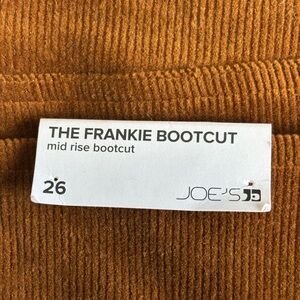 THE FRANKIE BOOTCUT
mid rise bootcut
26
JOE'S